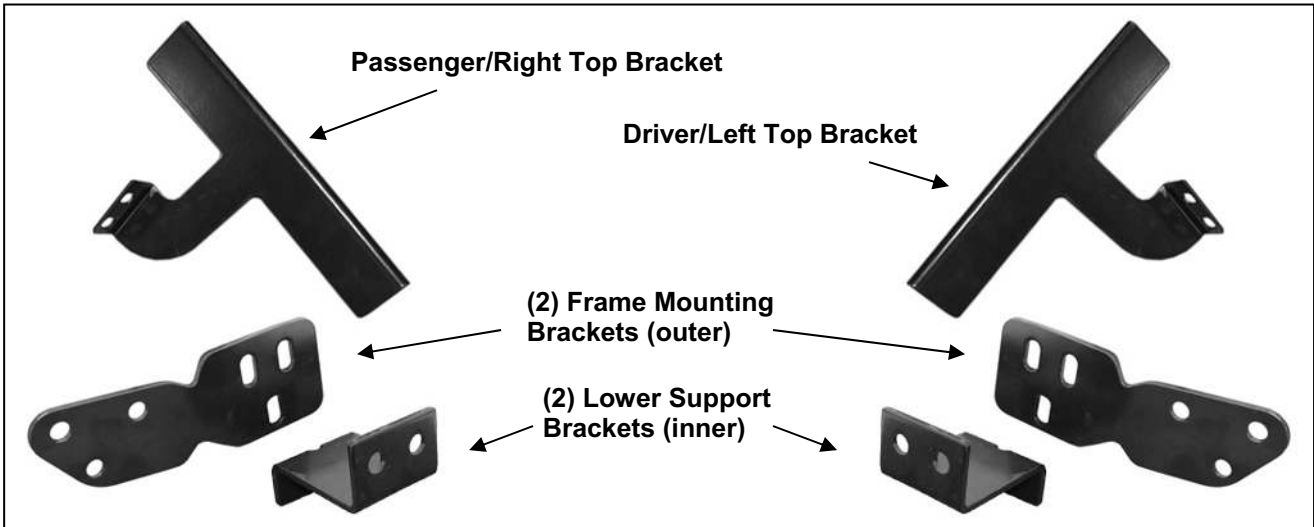 Passenger/Right Top Bracket
Driver/Left Top Bracket
(2) Frame Mounting
Brackets (outer)
(2) Lower Support
Brackets (inner)